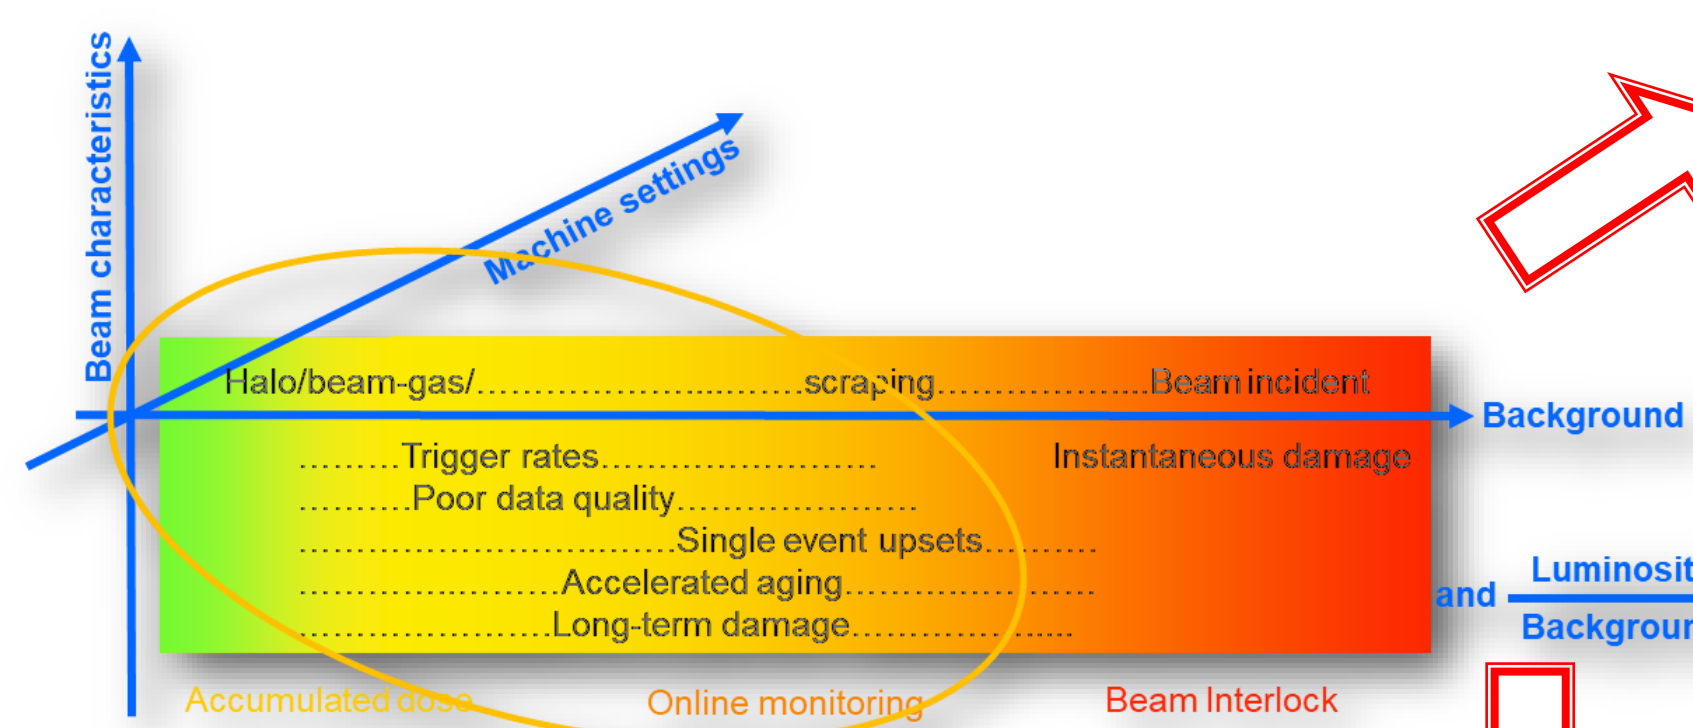 Beam characteristics
Machine settings
Halo/beam-gas/..................................scraping......................Beam incident
Background
.........Trigger rates........................
Instantaneous damage
..........Poor data quality.....................
.................................Single event upsets..........
.......................Accelerated aging......................
......................Long-term damage....................
and
Luminosit
Backgroun
Accumulated dose
Online monitoring
Beam Interlock